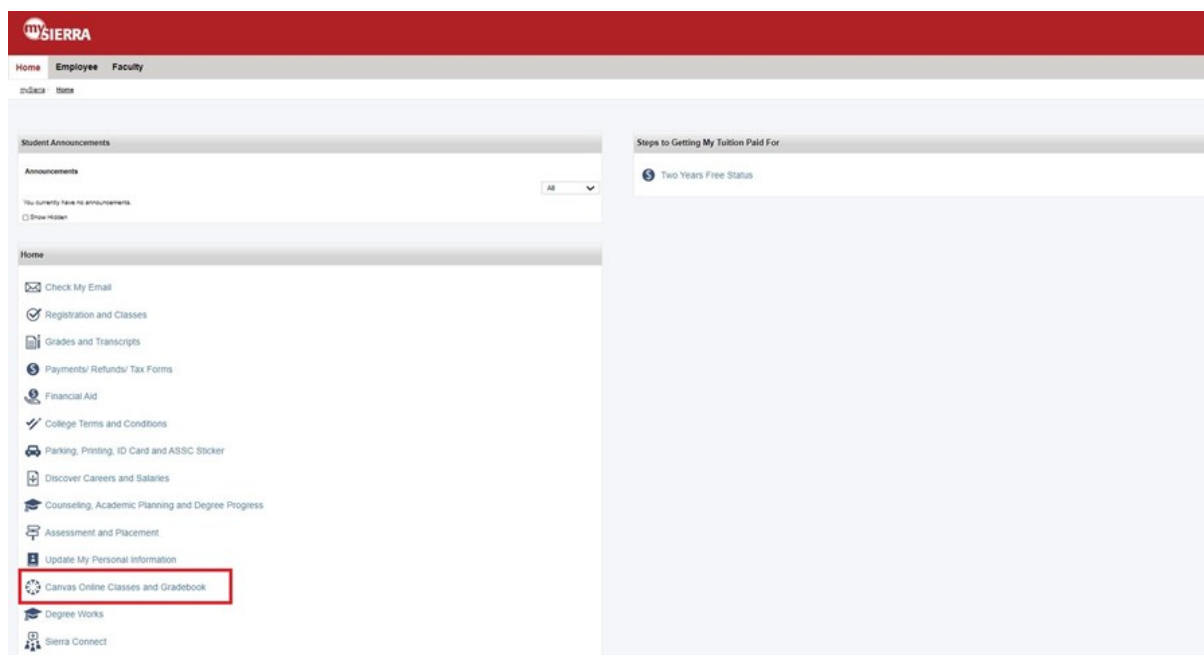 my SIERRA
Home Employee Faculty
Home
Student Announcements
Announcements
All
You currently have no announcements.
Show Hidden
Home
Check My Email
Registration and Classes
Grades and Transcripts
Payments/ Refunds/ Tax Forms
Financial Aid
College Terms and Conditions
Parking, Printing, ID Card and ASSC Sticker
Discover Careers and Salaries
Counseling, Academic Planning and Degree Progress
Assessment and Placement
Update My Personal Information
Canvas Online Classes and Gradebook
Degree Works
Sierra Connect
Steps to Getting My Tuition Paid For
Two Years Free Status